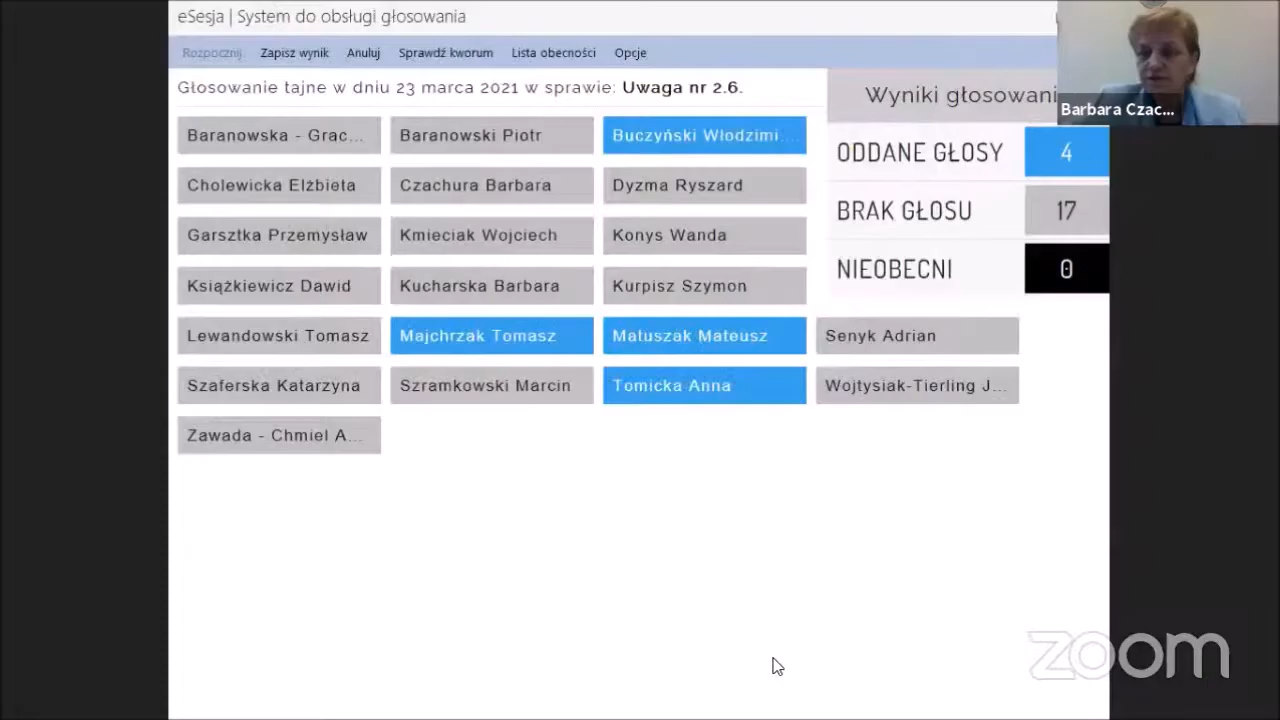 eSesja | System do obsługi głosowania
Rozpocznij Zapisz wynik Anuluj Sprawdź kworum Lista obecności Opcje
Głosowanie tajne w dniu 23 marca 2021 w sprawie: Uwaga nr 2.6.
Wyniki głosowani
Barbara Czac...
Baranowska - Grac... Baranowski Piotr Buczyński Włodzimi...
ODDANE GŁOSY 4
Cholewicka Elżbieta Czachura Barbara Dyzma Ryszard
BRAK GŁOSU 17
Garsztka Przemysław Kmieciak Wojciech Konys Wanda
NIEOBECNI 0
Książkiewicz Dawid Kucharska Barbara Kurpisz Szymon
Lewandowski Tomasz Majchrzak Tomasz Matuszak Mateusz Senyk Adrian
Szaferska Katarzyna Szramkowski Marcin Tomicka Anna Wojtysiak-Tierling J...
Zawada - Chmiel A...
zoom